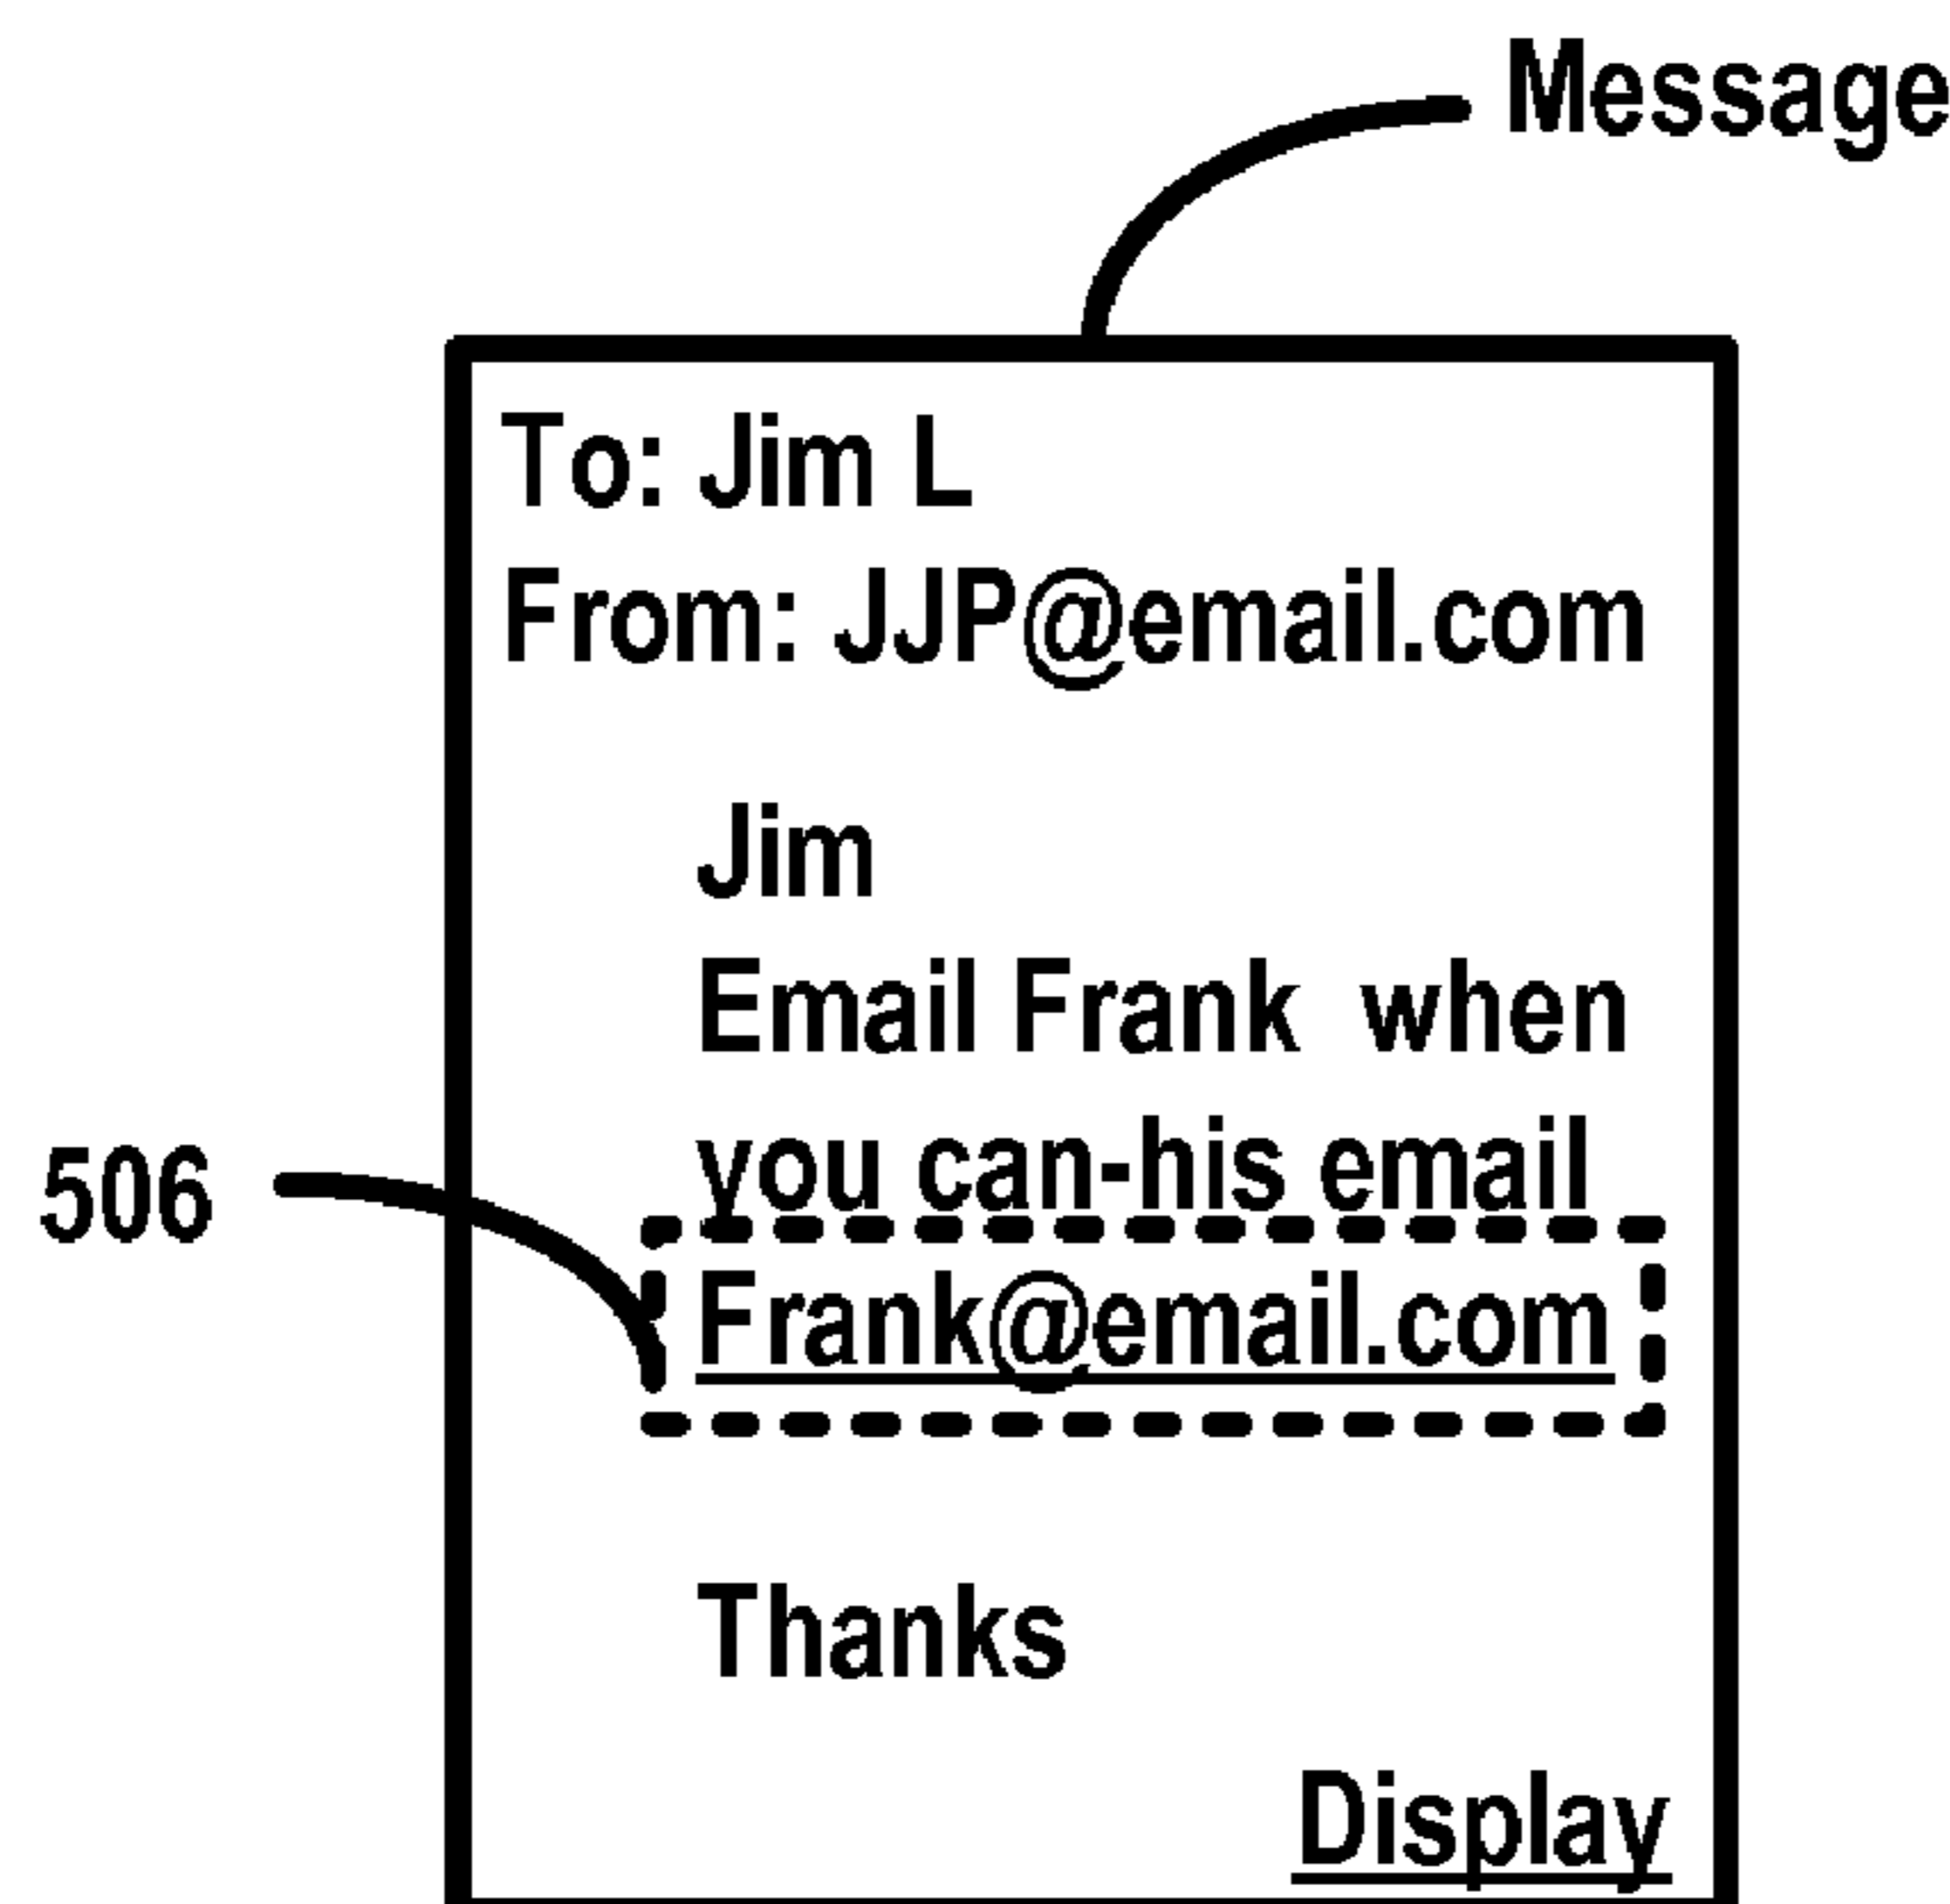 Message
To: Jim L
From: JJP@email.com
Jim
Email Frank when
you can-his email
506
Frank@email.com
Thanks
Display